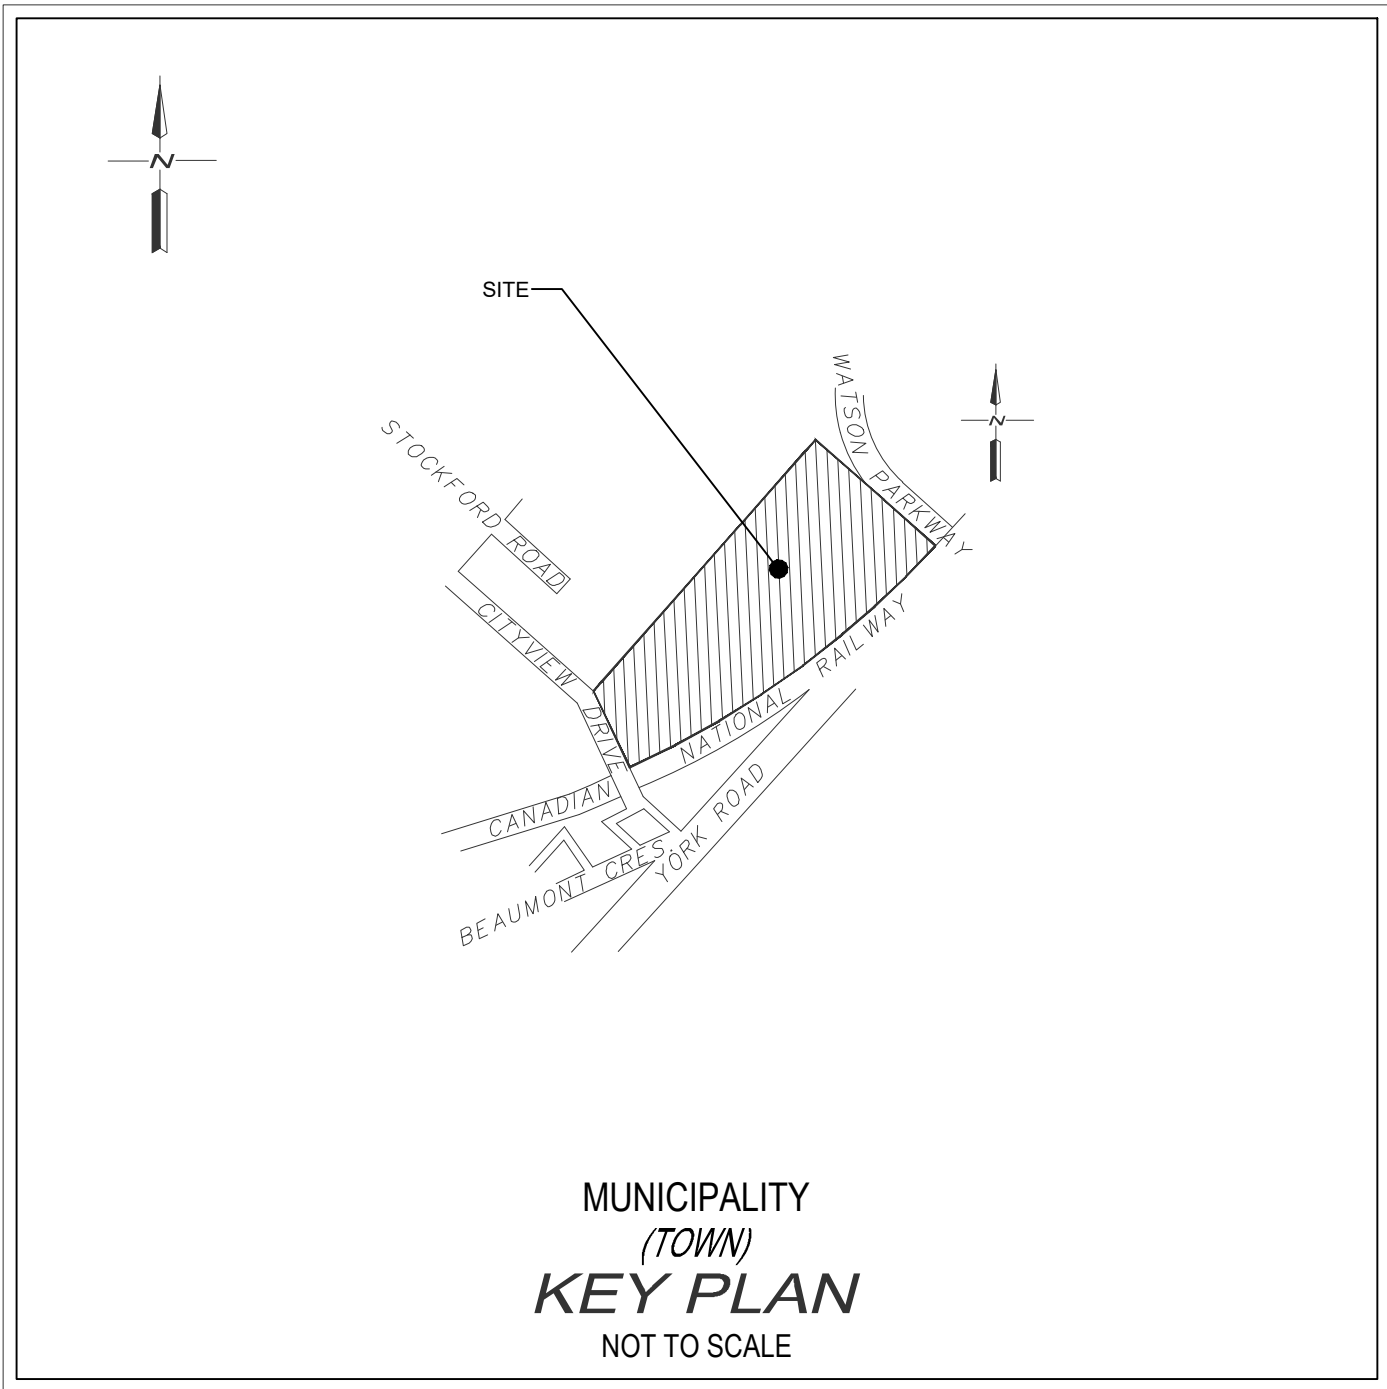 N
SITE
WATSON PARKWAY
N
STOCKFORD ROAD
CITYVIEW DRIVE
CANADIAN NATIONAL RAILWAY
YORK ROAD
BEAUMONT CRES.
MUNICIPALITY
(TOWN)
KEY PLAN
NOT TO SCALE